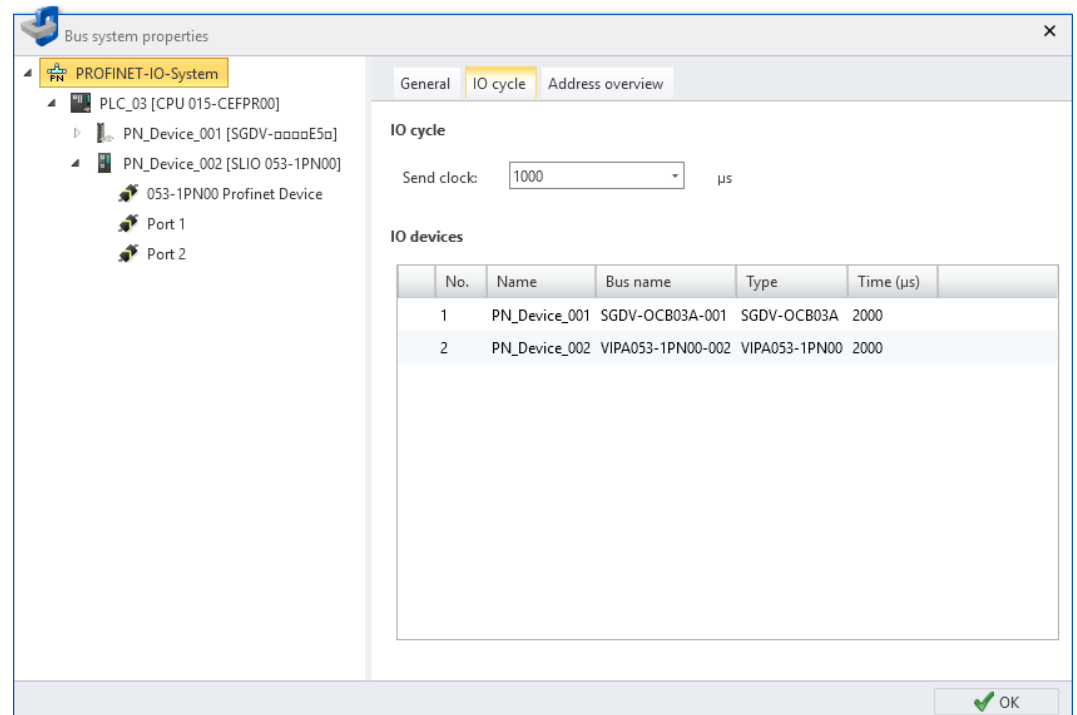 Bus system properties
PROFINET-IO-System
PLC_03 [CPU 015-CEFPR00]
PN_Device_001 [SGDV-□□□□E5□]
PN_Device_002 [SLIO 053-1PN00]
053-1PN00 Profinet Device
Port 1
Port 2
General IO cycle Address overview
IO cycle
Send clock: 1000 µs
IO devices
No. Name Bus name Type Time (µs)
1 PN_Device_001 SGDV-OCB03A-001 SGDV-OCB03A 2000
2 PN_Device_002 VIPA053-1PN00-002 VIPA053-1PN00 2000
OK